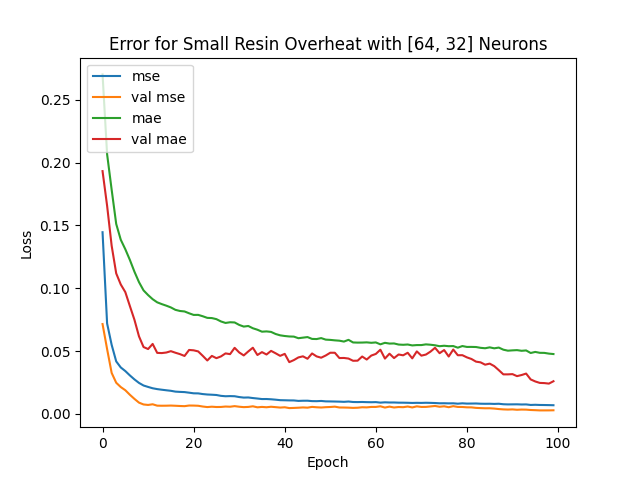 Error for Small Resin Overheat with [64, 32] Neurons
mse
val mse
mae
val mae
0.25
0.20
0.15
0.10
0.05
0.00
Loss
0 20 40 60 80 100
Epoch